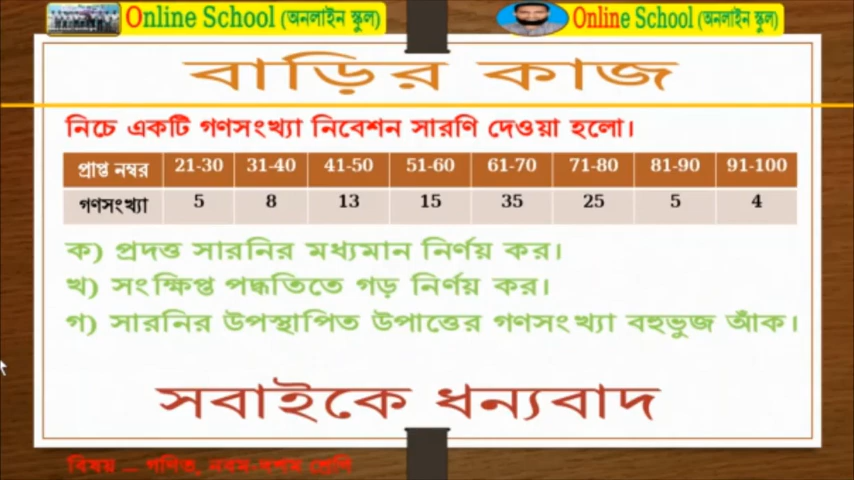 Online School (অনলাইন স্কুল)
Online School (অনলাইন স্কুল)
বাড়ির কাজ
নিচে একটি গণসংখ্যা নিবেশন সারণি দেওয়া হলো।
প্রাপ্ত নম্বর 21-30 31-40 41-50 51-60 61-70 71-80 81-90 91-100
গণসংখ্যা 5 8 13 15 35 25 5 4
ক) প্রদত্ত সারনির মধ্যমান নির্ণয় কর।
খ) সংক্ষিপ্ত পদ্ধতিতে গড় নির্ণয় কর।
গ) সারনির উপস্থাপিত উপাত্তের গণসংখ্যা বহুভুজ আঁক।
সবাইকে ধন্যবাদ
বিষয় – গণিত, নবম-দশম শ্রেণি